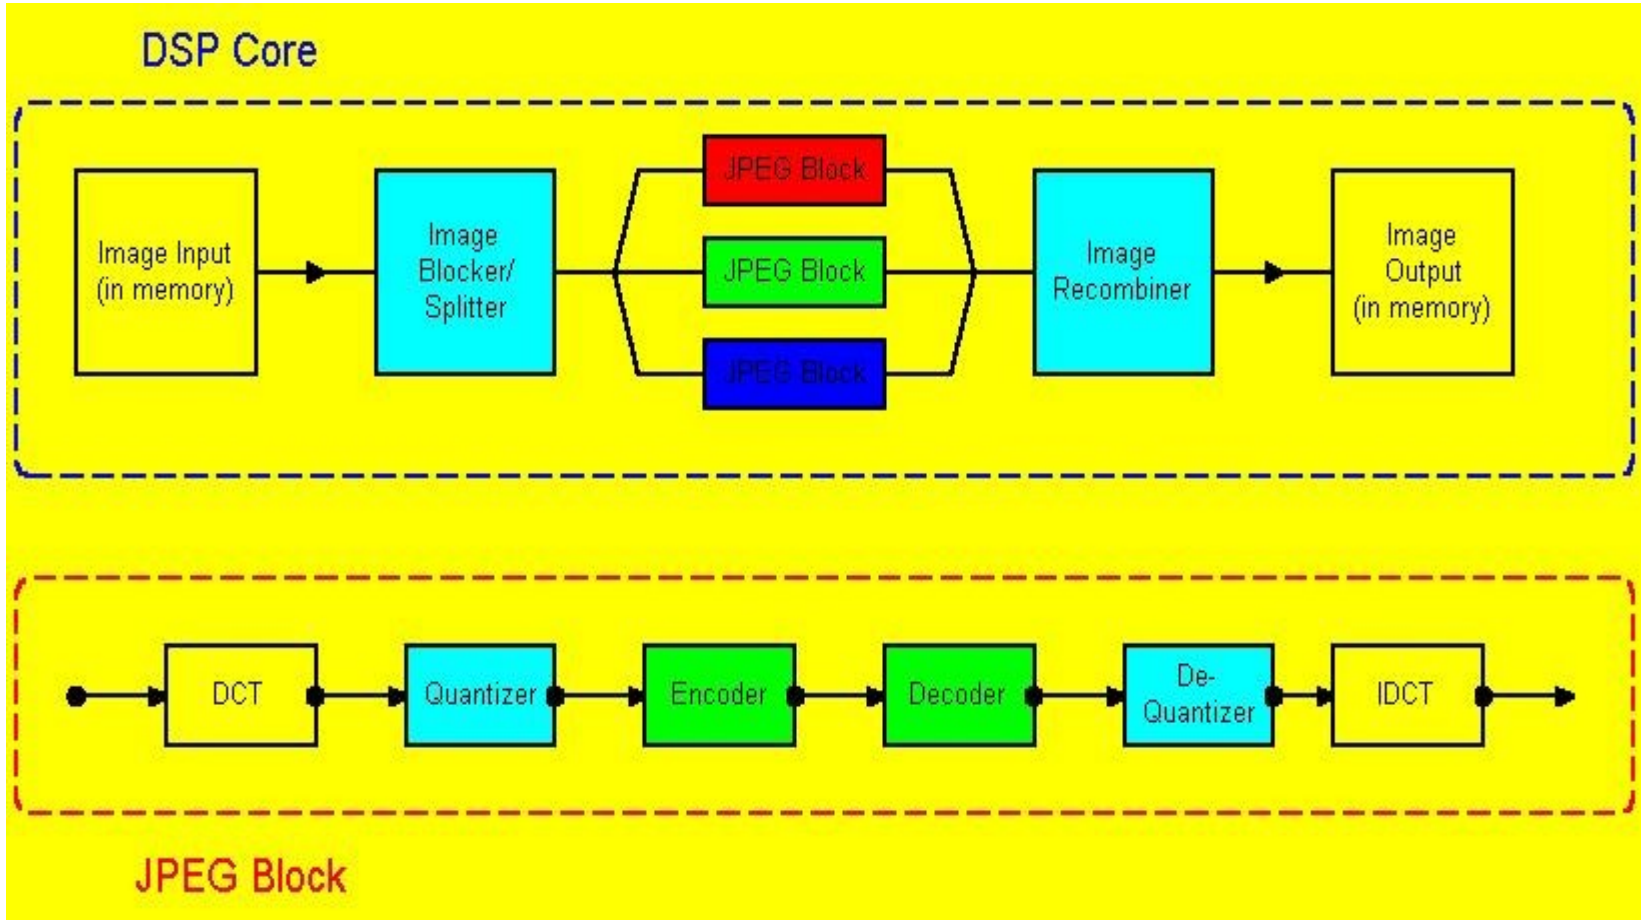 DSP Core
Image Input
(in memory)
Image
Blocker/
Splitter
JPEG Block
JPEG Block
JPEG Block
Image
Recombiner
Image
Output
(in memory)
DCT
Quantizer
Encoder
Decoder
De-
Quantizer
IDCT
JPEG Block